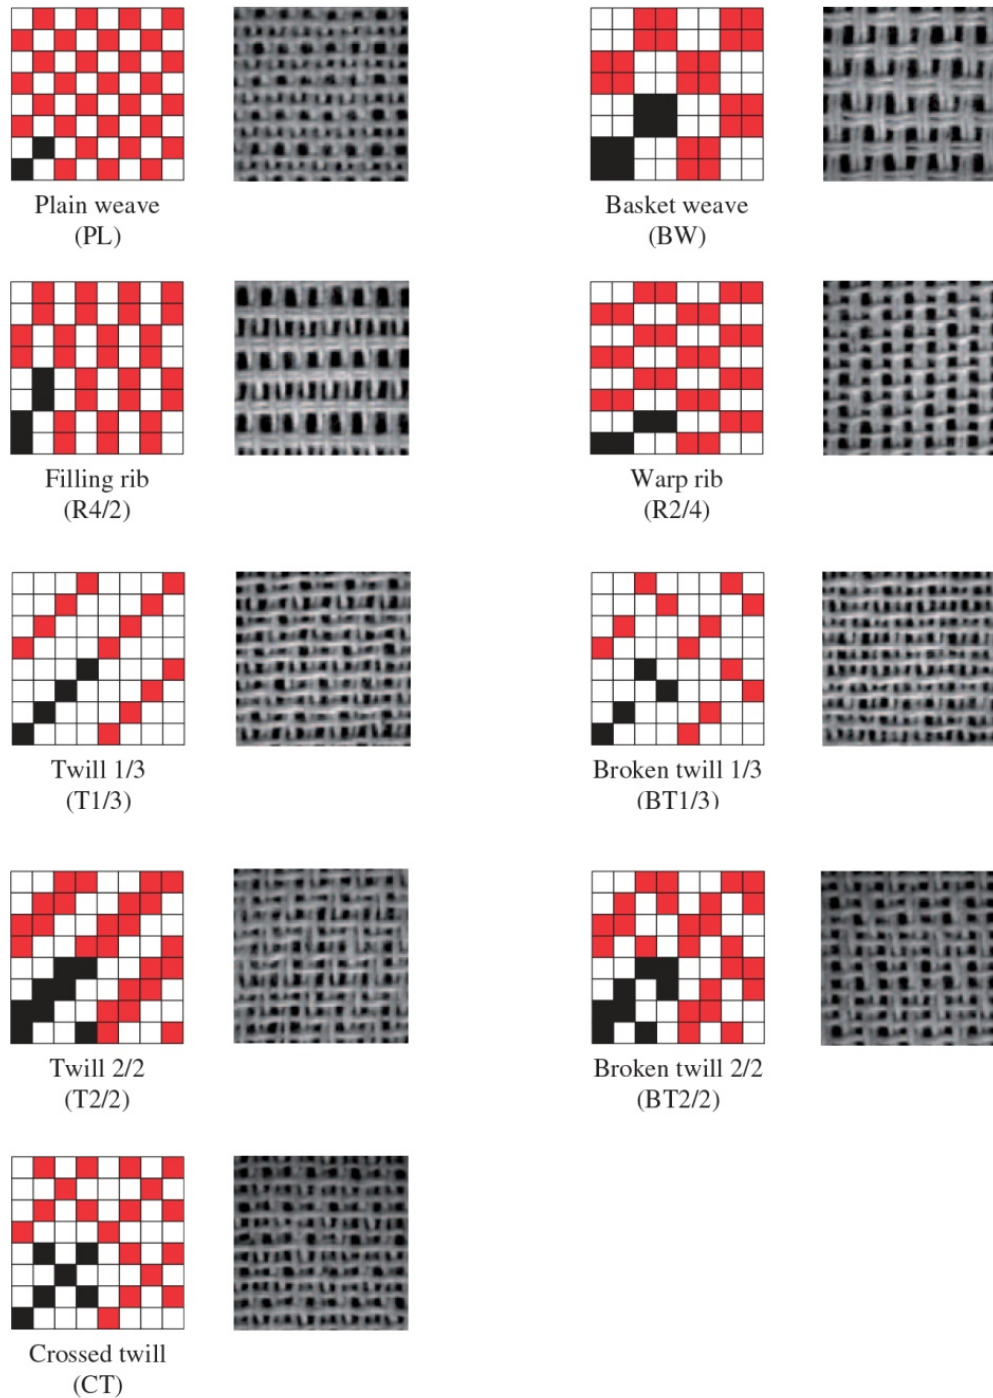 Plain weave
(PL)
Basket weave
(BW)
Filling rib
(R4/2)
Warp rib
(R2/4)
Twill 1/3
(T1/3)
Broken twill 1/3
(BT1/3)
Twill 2/2
(T2/2)
Broken twill 2/2
(BT2/2)
Crossed twill
(CT)